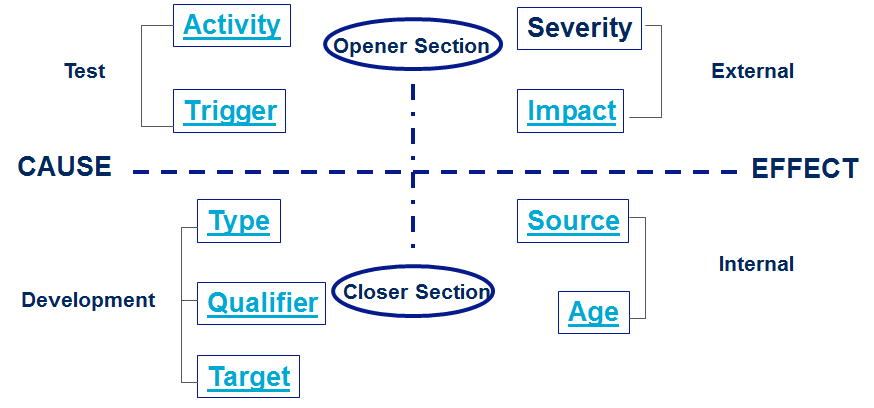 Activity
Opener Section
Severity
Test
External
Trigger
Impact
CAUSE
EFFECT
Type
Source
Internal
Development
Qualifier
Closer Section
Age
Target